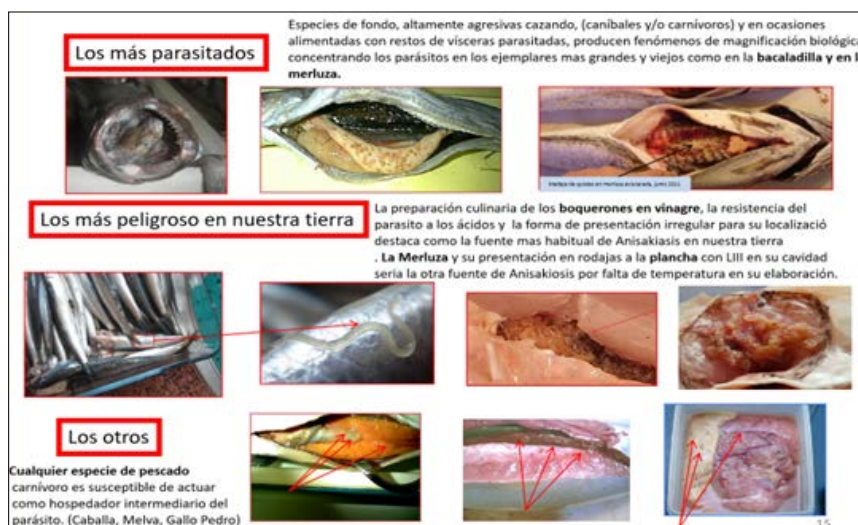 Los más parasitados
Especies de fondo, altamente agresivas cazando, (caníbales y/o carnívoros) y en ocasiones
alimentadas con restos de vísceras parasitadas, producen fenómenos de magnificación biológica
concentrando los parásitos en los ejemplares mas grandes y viejos como en la bacaladilla y en l
merluza.
Los más peligroso en nuestra tierra
La preparación culinaria de los boquerones en vinagre, la resistencia del
parasito a los ácidos y la forma de presentación irregular para su localizació
destaca como la fuente mas habitual de Anisakiasis en nuestra tierra
. La Merluza y su presentación en rodajas a la plancha con LIII en su cavidad
seria la otra fuente de Anisakiosis por falta de temperatura en su elaboración.
Los otros
Cualquier especie de pescado
carnívoro es susceptible de actuar
como hospedador intermediario del
parásito. (Caballa, Melva, Gallo Pedro)
15